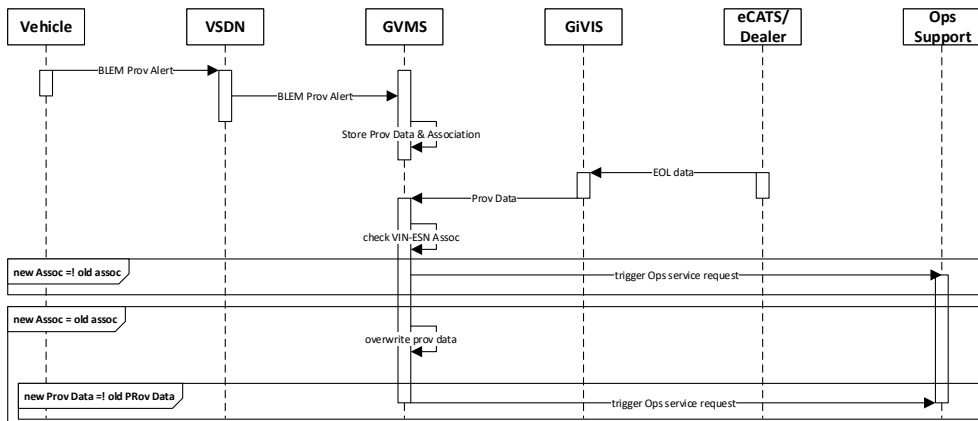 Vehicle
VSDN
GVMS
GiVIS
eCATS/
Dealer
Ops
Support
BLEM Prov Alert
BLEM Prov Alert
Store Prov Data & Association
EOL data
Prov Data
check VIN-ESN Assoc
new Assoc =! old assoc
trigger Ops service request
new Assoc = old assoc
overwrite prov data
new Prov Data =! old PRov Data
trigger Ops service request